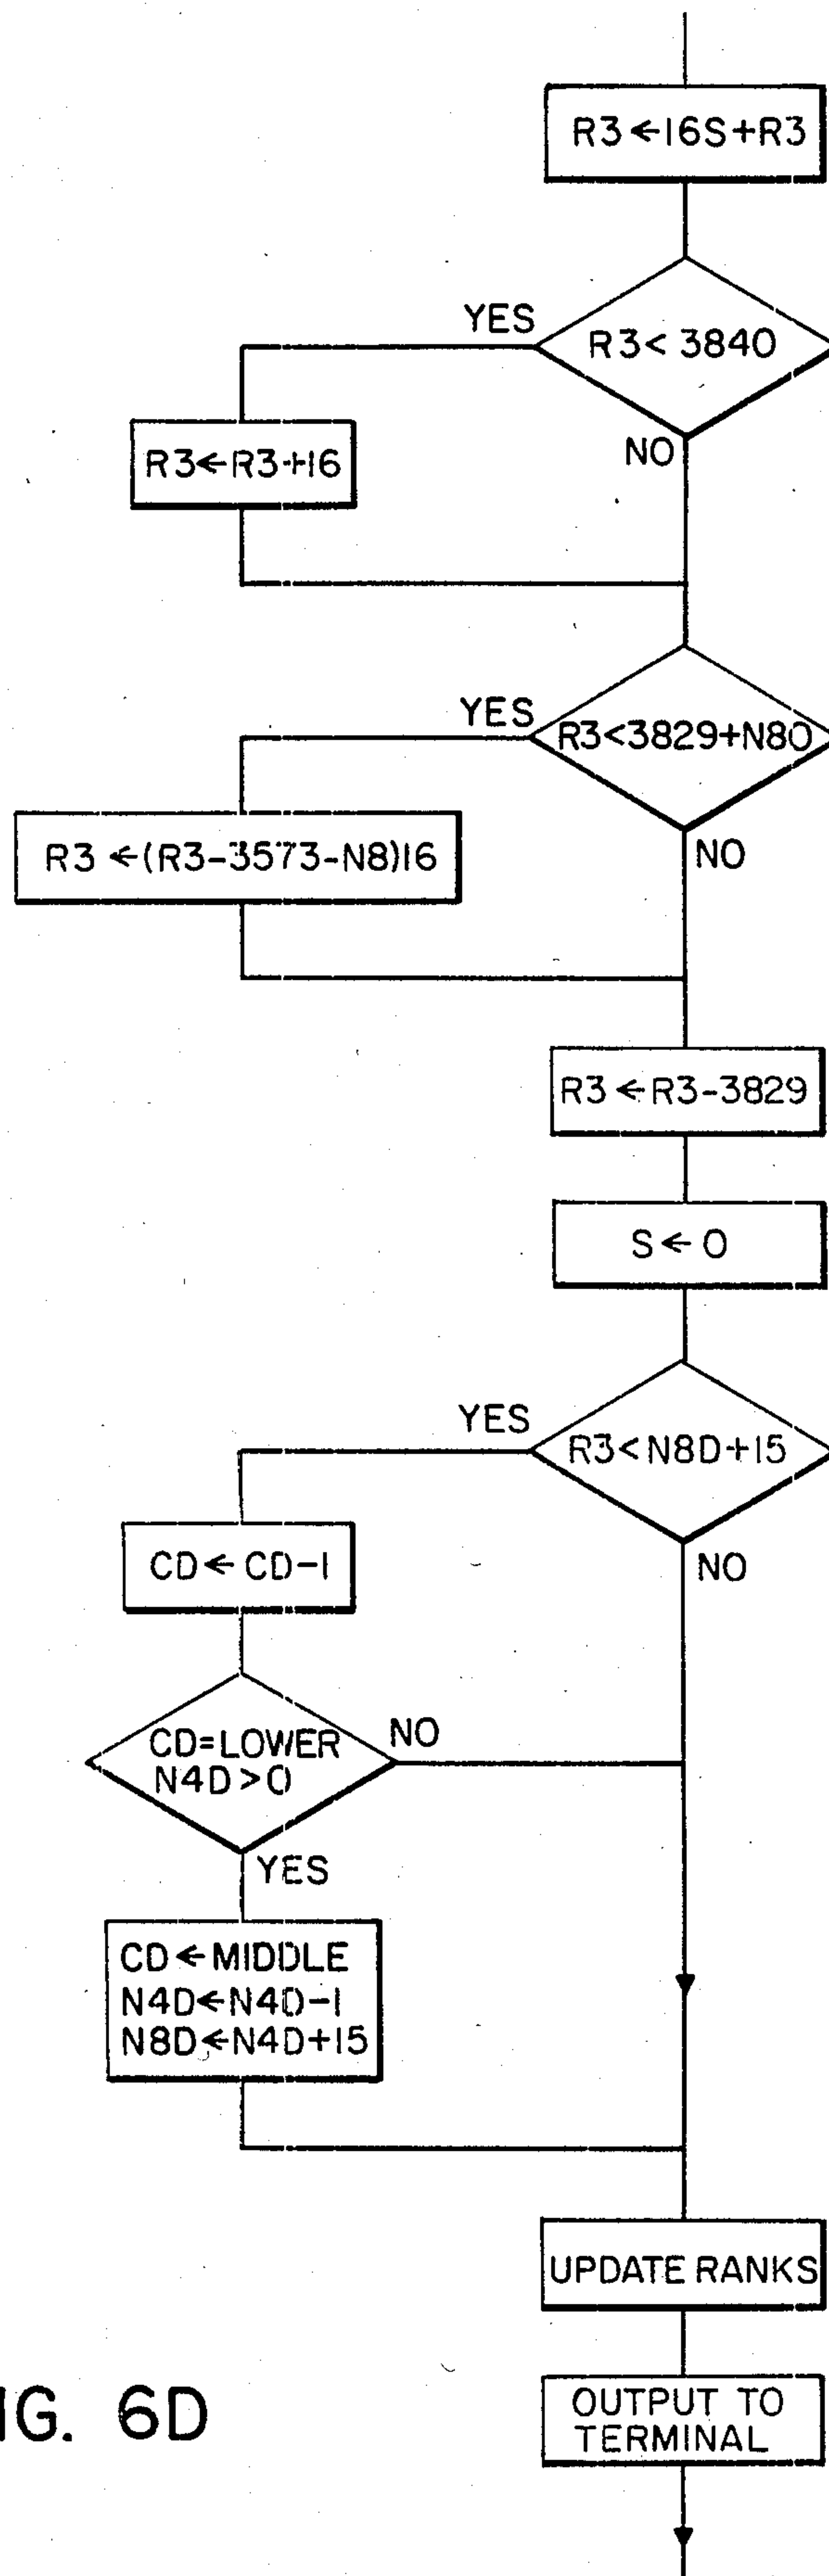 R3←16S+R3
YES
R3<3840
R3←R3+16
NO
YES
R3<3829+N80
R3←(R3-3573-N8)16
NO
R3←R3-3829
S←0
YES
R3<N8D+15
CD←CD-1
NO
CD=LOWER
N4D>0
NO
YES
CD←MIDDLE
N4D←N4D-1
N8D←N4D+15
UPDATE RANKS
IG. 6D
OUTPUT TO
TERMINAL